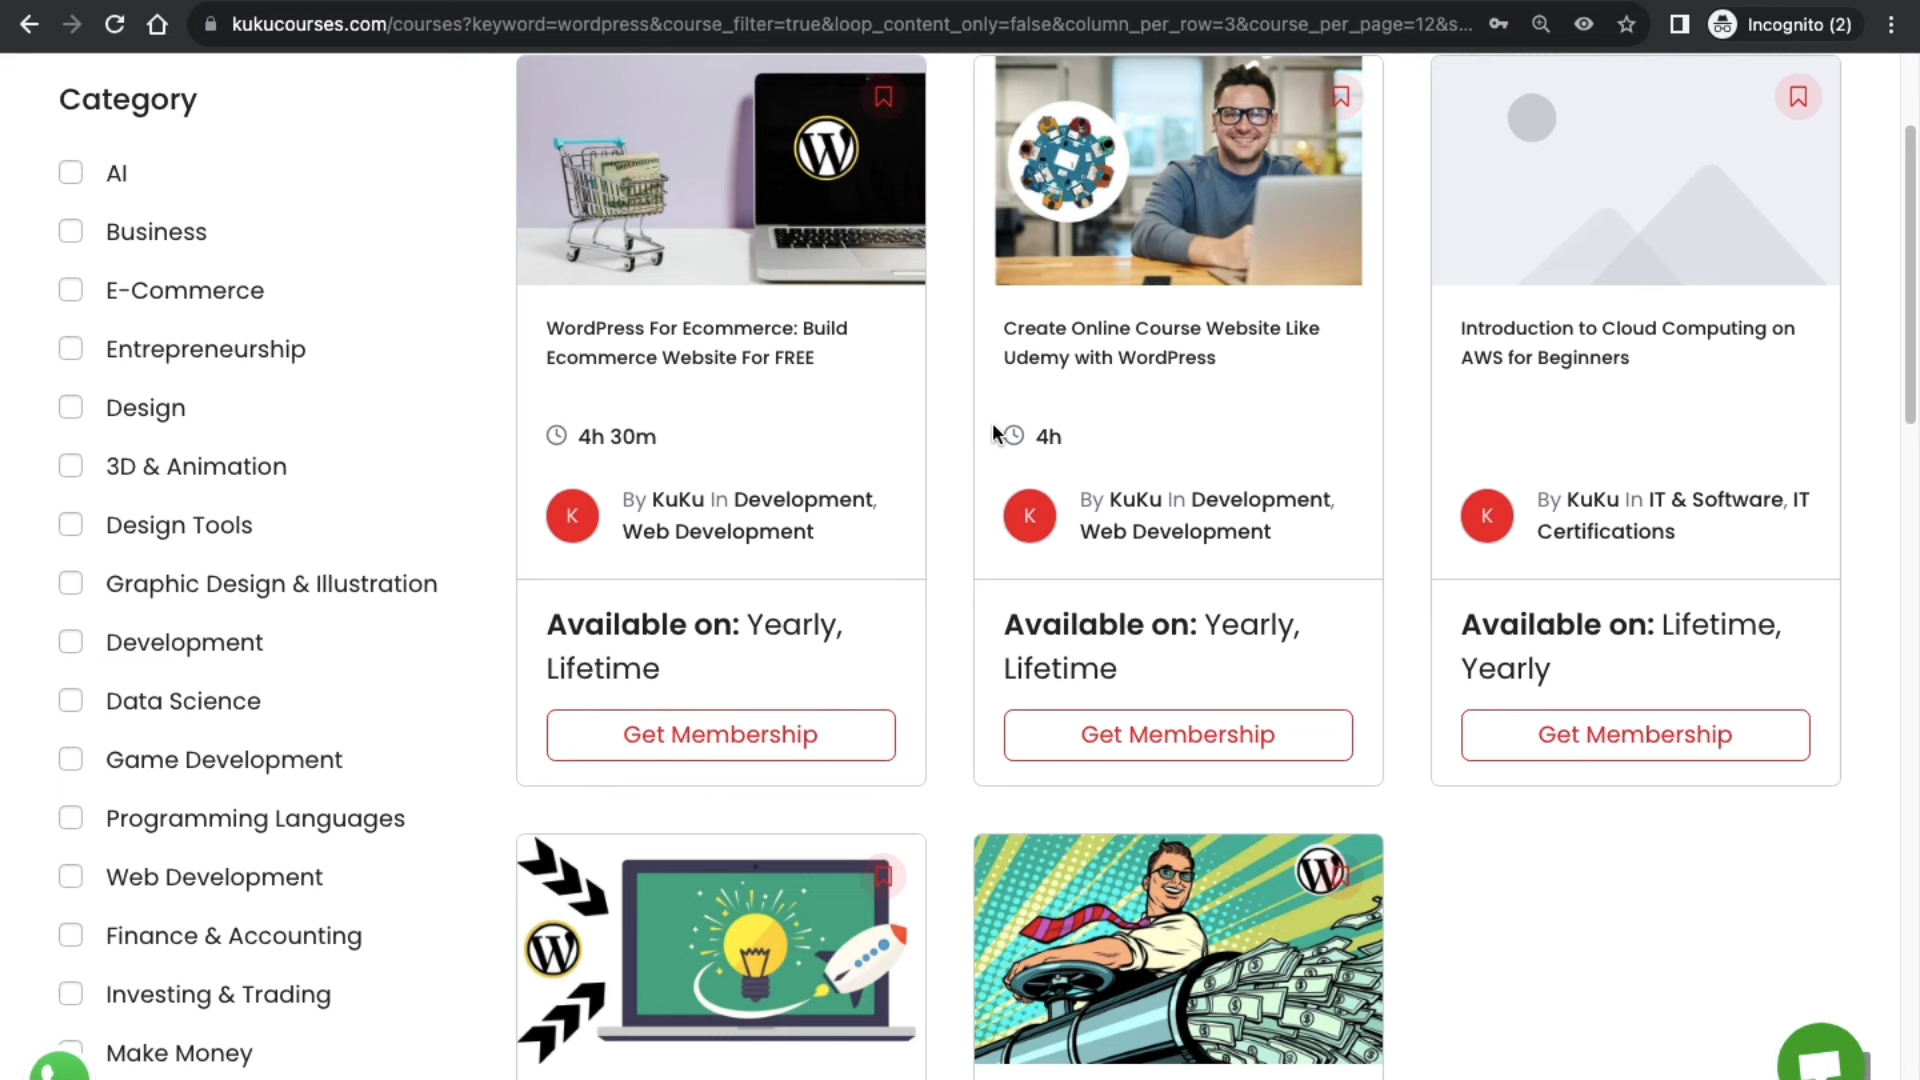 kukucourses.com/courses?keyword=wordpress&course_filter=true&loop_content_only=false&column_per_row=3&course_per_page=12&s...
Incognito (2)
Category
AI
Business
E-Commerce
Entrepreneurship
Design
3D & Animation
Design Tools
Graphic Design & Illustration
Development
Data Science
Game Development
Programming Languages
Web Development
Finance & Accounting
Investing & Trading
Make Money
WordPress For Ecommerce: Build
Ecommerce Website For FREE
4h 30m
K
By KuKu In Development,
Web Development
Available on: Yearly,
Lifetime
Get Membership
Create Online Course Website Like
Udemy with WordPress
4h
K
By KuKu In Development,
Web Development
Available on: Yearly,
Lifetime
Get Membership
Introduction to Cloud Computing on
AWS for Beginners
K
By KuKu In IT & Software, IT
Certifications
Available on: Lifetime,
Yearly
Get Membership